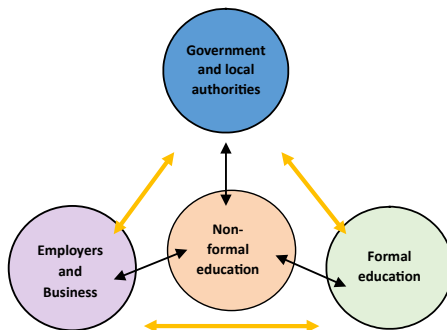 Government
and local
authorities
Non-
formal
education
Employers
and
Business
Formal
education